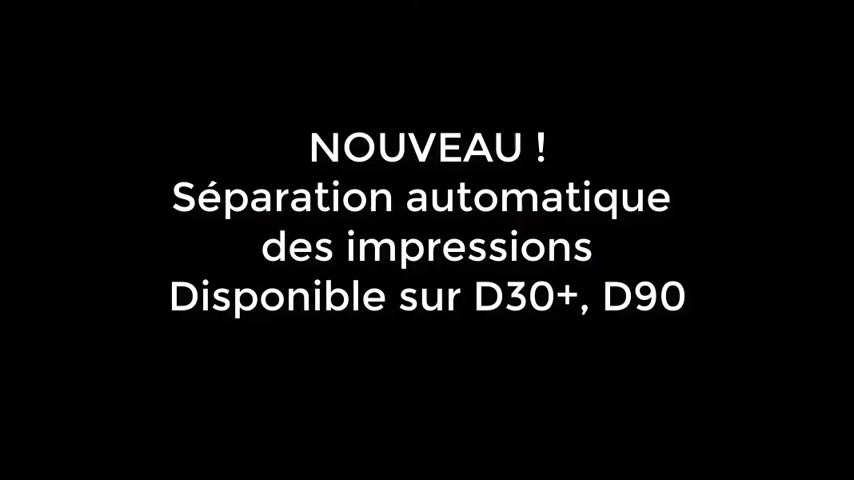 NOUVEAU !
Séparation automatique
des impressions
Disponible sur D30+, D90